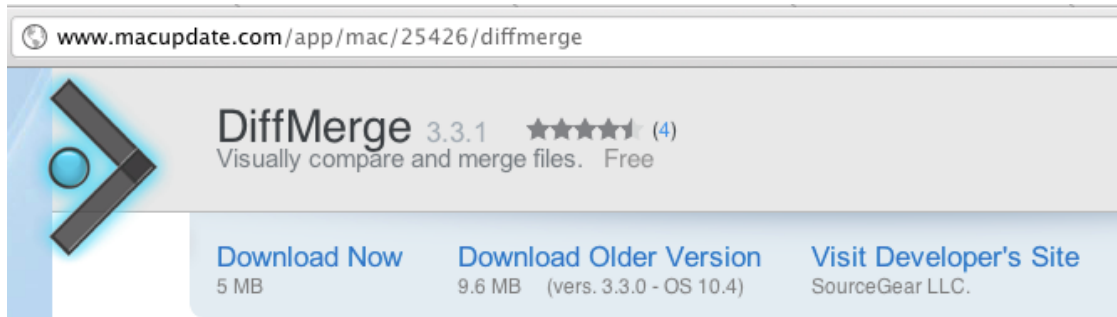 www.macupdate.com/app/mac/25426/diffmerge
DiffMerge 3.3.1 (4)
Visually compare and merge files. Free
Download Now Download Older Version Visit Developer's Site
5 MB 9.6 MB (vers. 3.3.0 - OS 10.4) SourceGear LLC.